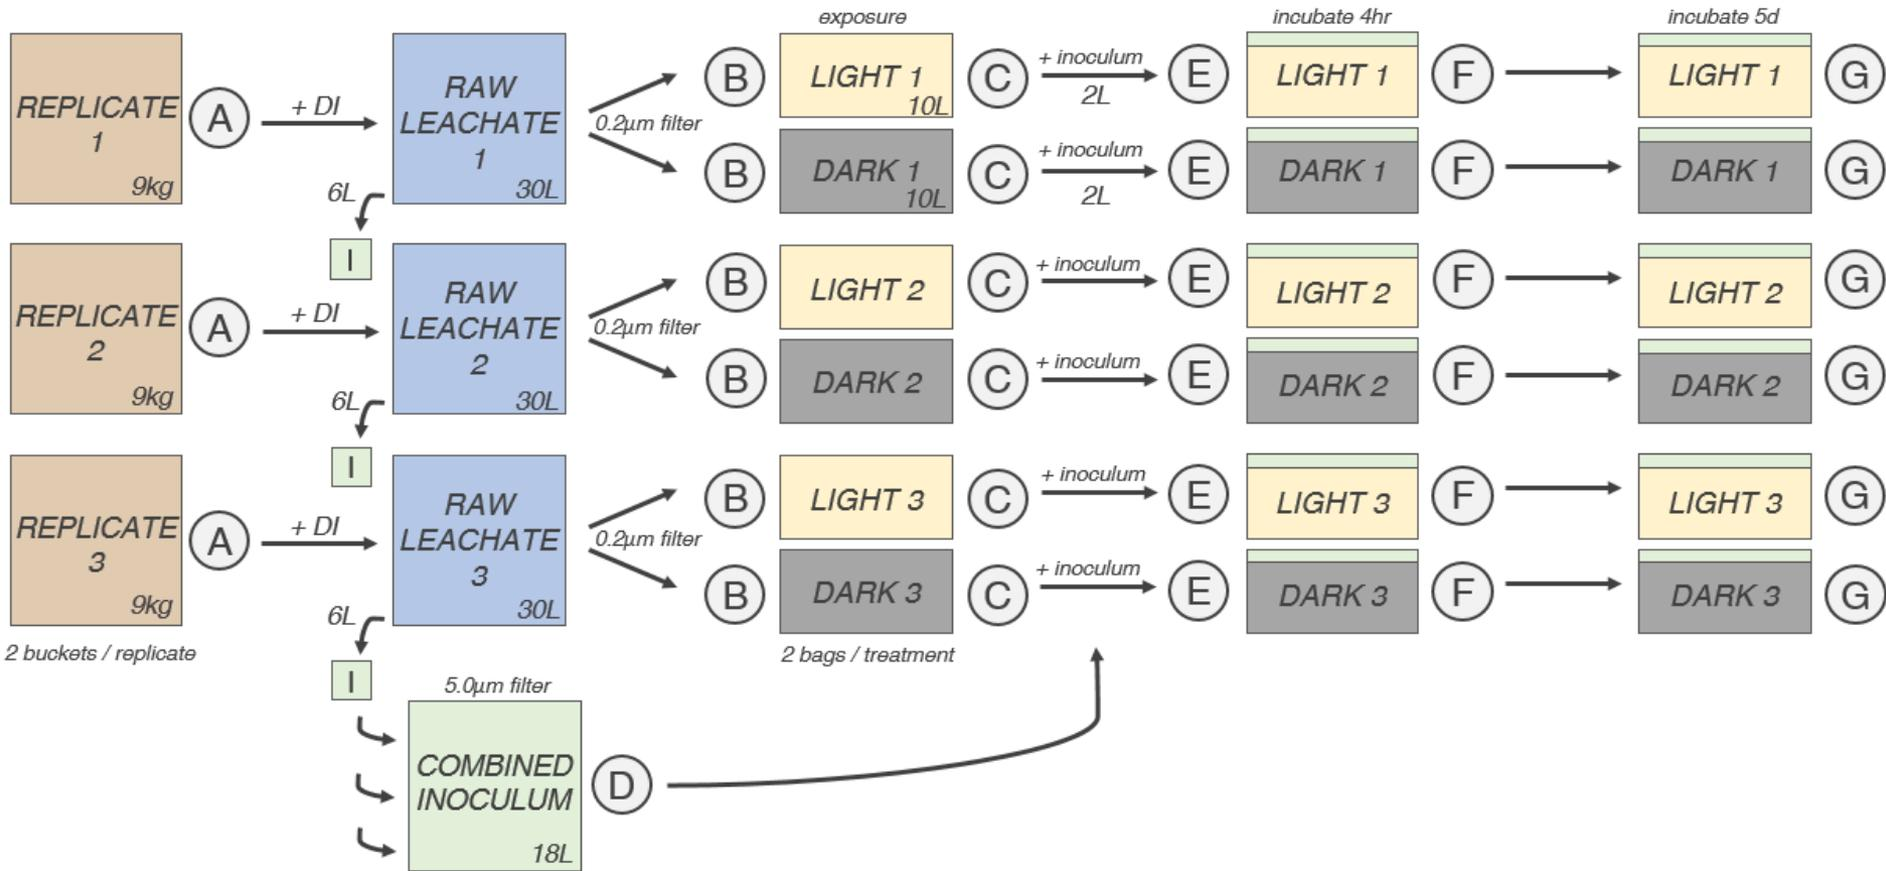 exposure
incubate 4hr
incubate 5d
REPLICATE
1
9kg
A
+ DI
RAW
LEACHATE
1
30L
6L
I
0.2µm filter
B
LIGHT 1
10L
C
+ inoculum
2L
E
LIGHT 1
F
LIGHT 1
G
B
DARK 1
10L
C
+ inoculum
2L
E
DARK 1
F
DARK 1
G
REPLICATE
2
9kg
A
+ DI
RAW
LEACHATE
2
30L
6L
I
0.2µm filter
B
LIGHT 2
C
+ inoculum
E
LIGHT 2
F
LIGHT 2
G
B
DARK 2
C
+ inoculum
E
DARK 2
F
DARK 2
G
REPLICATE
3
9kg
A
+ DI
RAW
LEACHATE
3
30L
6L
I
0.2µm filter
B
LIGHT 3
C
+ inoculum
E
LIGHT 3
F
LIGHT 3
G
B
DARK 3
C
+ inoculum
E
DARK 3
F
DARK 3
G
2 buckets / replicate
2 bags / treatment
5.0µm filter
COMBINED
INOCULUM
18L
D